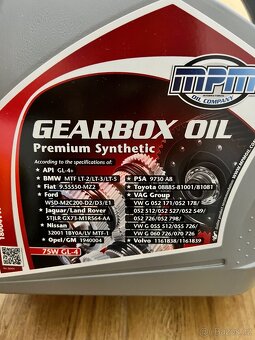 MPM
OIL COMPANY
GEARBOX OIL
Premium Synthetic
According to the specifications of:
API GL-4+
BMW MTF LT-2/LT-3/LT-5
Fiat 9.55550-MZ2
Ford
WSD-M2C200-D2/D3/E1
Jaguar/Land Rover
STJLR GX73-M1R564-AA
Nissan
32001 1BY0A/LV MTF-1
Opel/GM 1940004
PSA 9730 A8
Toyota 08885-81001/81081
VAG Group
VW G 052 171/052 178/
052 512/052 527/052 549/
052 726/052 798/
VW G 055 512/055 726/
VW G 060 726/070 726
Volvo 1161838/1161839
75W GL-4